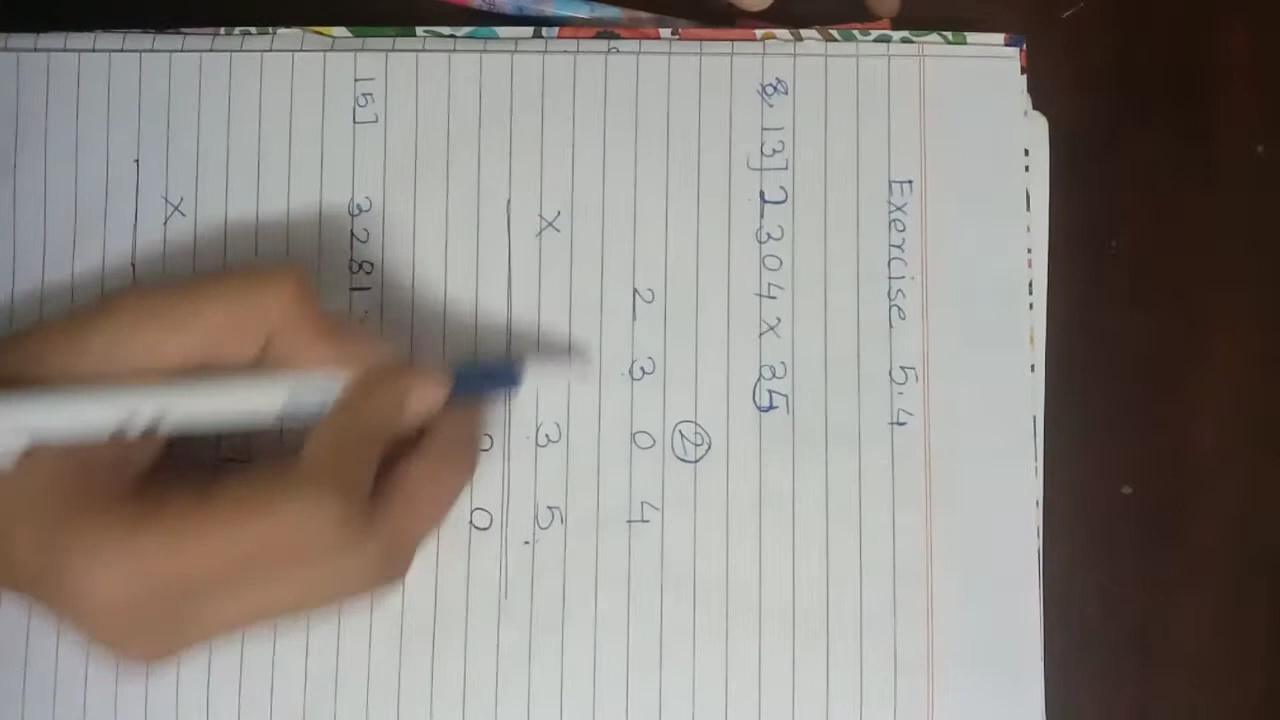 Exercise 5.4
13] 2304 x 35
②
2 3 0 4
x 3 5
0
15] 3281
x